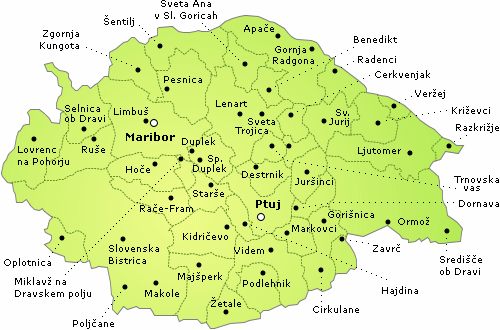 Sveta Ana
v Sl. Goricah
Šentilj
Apače
Zgornja
Kungota
Gornja
Radgona
Benedikt
Radenci
Cerkvenjak
Pesnica
Veržej
Selnica
ob Dravi
Limbuš
Lenart
Sveta
Trojica
Sv.
Jurij
Križevci
Razkrižje
Maribor
Lovrenc
na Pohorju
Ruše
Duplek
Ljutomer
Hoče
Sp.
Duplek
Destrnik
Juršinci
Trnovska
vas
Starše
Dornava
Rače-Fram
Ptuj
Gorišnica
Markovci
Ormož
Kidričevo
Slovenska
Bistrica
Videm
Zavrč
Središče
ob Dravi
Oplotnica
Miklavž na
Dravskem polju
Majšperk
Podlehnik
Hajdina
Makole
Žetale
Cirkulane
Poljčane